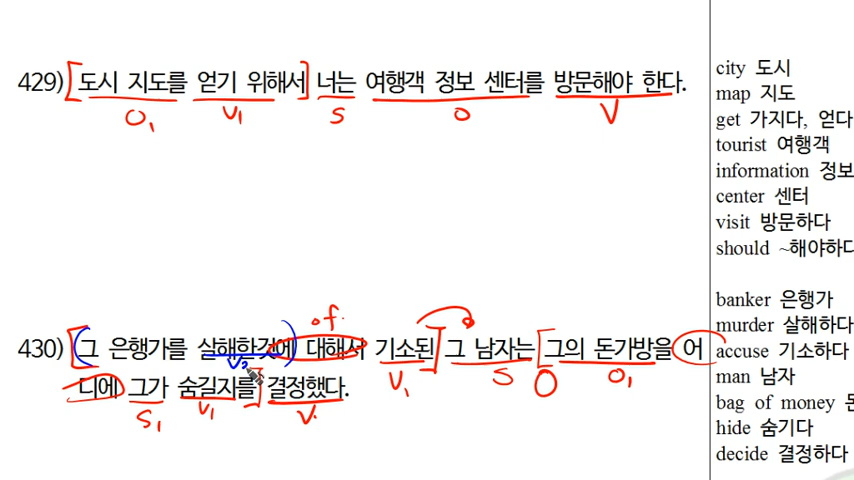 429) [도시 지도를 얻기 위해서] 너는 여행객 정보 센터를 방문해야 한다.
O₁ V₁ S O V
430) [(그 은행가를 살해한것에) 대해서 기소된] 그 남자는 [그의 돈가방을 어
디에 그가 숨길지를] 결정했다.
of
V₁ S O O₁
S₁ V₁ V.
city 도시
map 지도
get 가지다, 얻다
tourist 여행객
information 정보
center 센터
visit 방문하다
should ~해야하다
banker 은행가
murder 살해하다
accuse 기소하다
man 남자
bag of money 돈
hide 숨기다
decide 결정하다